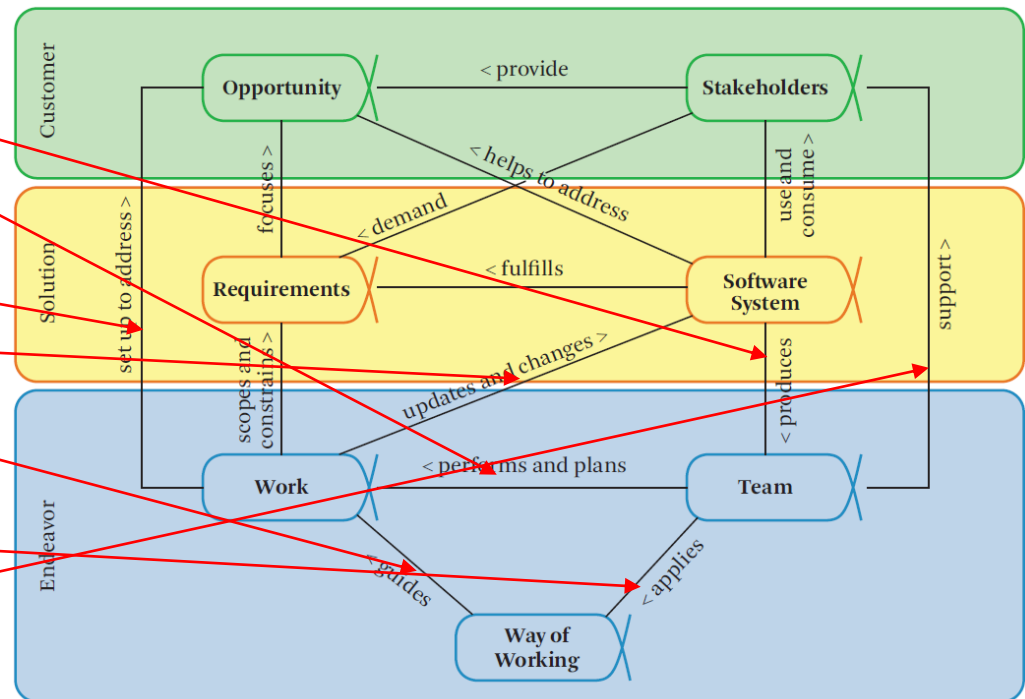 Customer
Opportunity
< provide
Stakeholders
focuses >
< helps to address
< demand
use and
consume >
Solution
set up to address >
Requirements
< fulfills
Software
System
support >
scopes and
constrains >
updates and changes >
< produces
Endeavor
Work
< performs and plans
Team
< guides
< applies
Way of
Working